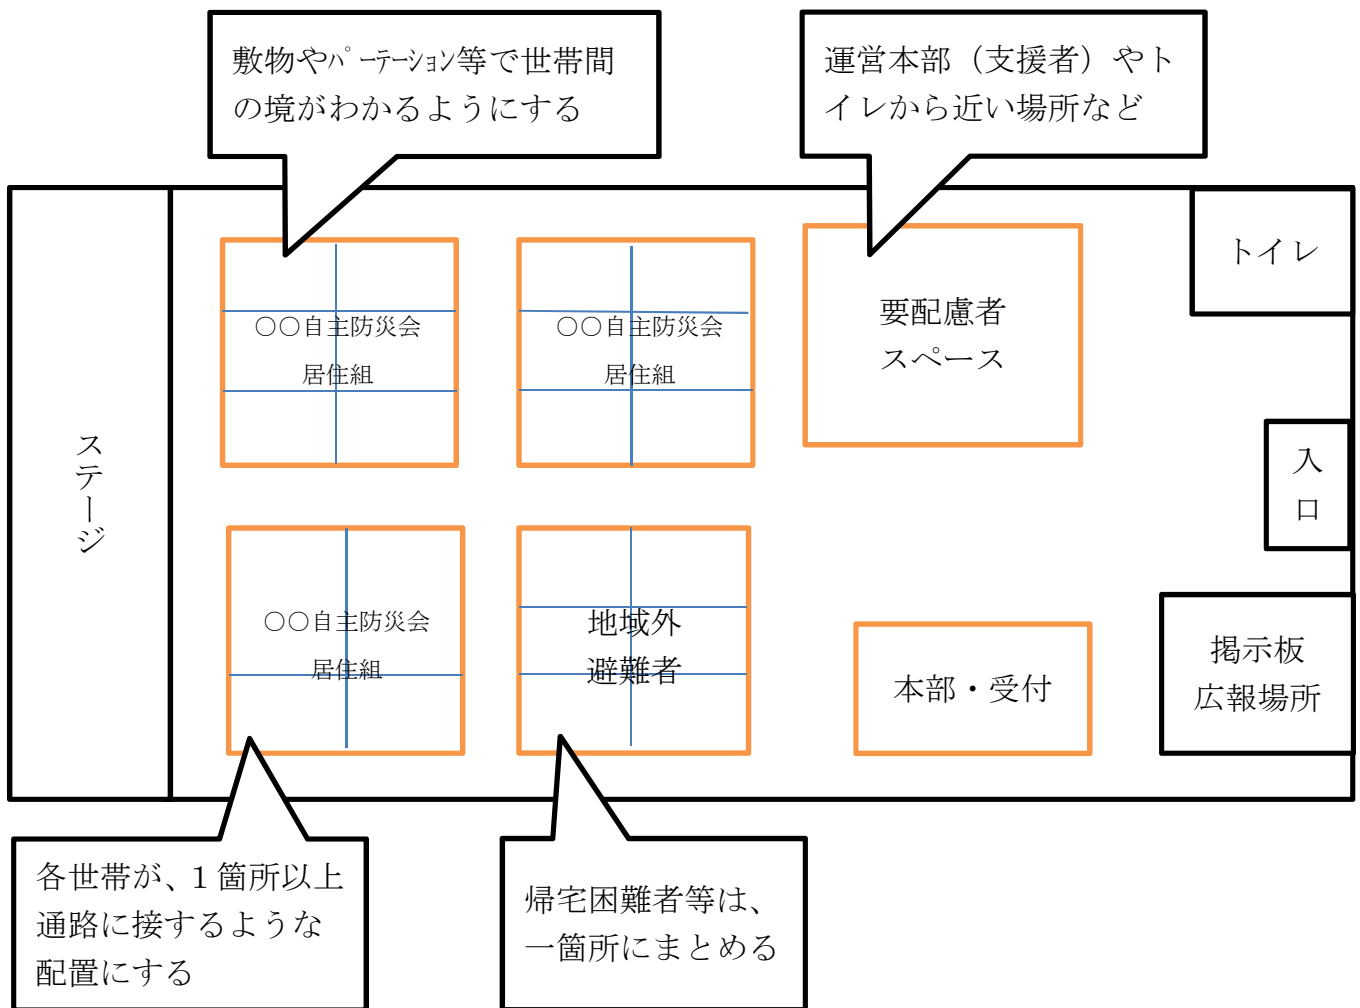 敷物やパーテーション等で世帯間
の境がわかるようにする
運営本部（支援者）やト
イレから近い場所など
ステージ
〇〇自主防災会
居住組
〇〇自主防災会
居住組
要配慮者
スペース
トイレ
入
口
〇〇自主防災会
居住組
地域外
避難者
本部・受付
掲示板
広報場所
各世帯が、１箇所以上
通路に接するような
配置にする
帰宅困難者等は、
一箇所にまとめる